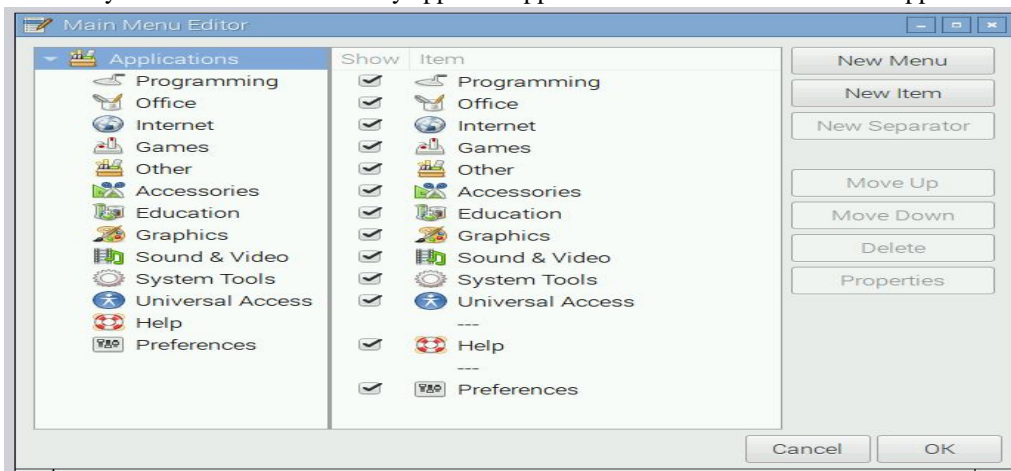 Main Menu Editor
Applications
Programming
Office
Internet
Games
Other
Accessories
Education
Graphics
Sound & Video
System Tools
Universal Access
Help
Preferences
Show Item
Programming
Office
Internet
Games
Other
Accessories
Education
Graphics
Sound & Video
System Tools
Universal Access
---
Help
---
Preferences
New Menu
New Item
New Separator
Move Up
Move Down
Delete
Properties
Cancel
OK